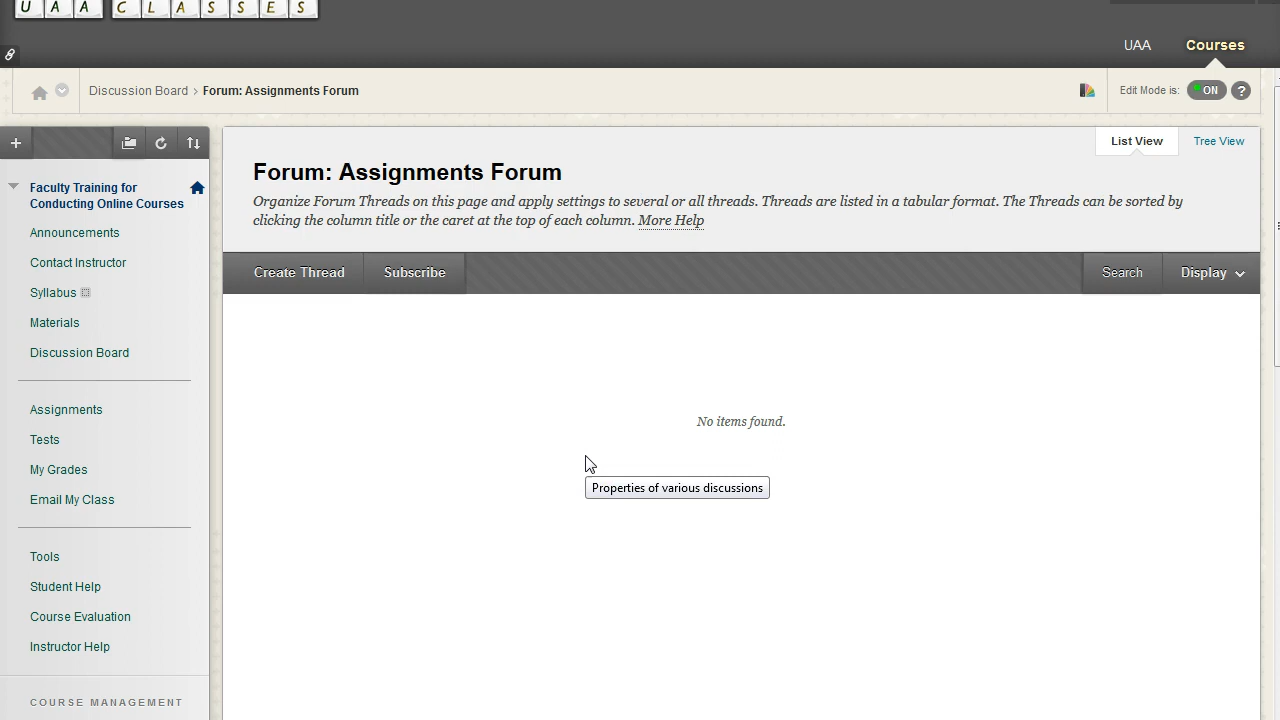 UAA CLASSES
UAA
Courses
Discussion Board > Forum: Assignments Forum
Edit Mode is:
ON
?
List View
Tree View
Forum: Assignments Forum
Organize Forum Threads on this page and apply settings to several or all threads. Threads are listed in a tabular format. The Threads can be sorted by
clicking the column title or the caret at the top of each column. More Help
Create Thread
Subscribe
Search
Display
No items found.
Properties of various discussions
Faculty Training for
Conducting Online Courses
Announcements
Contact Instructor
Syllabus
Materials
Discussion Board
Assignments
Tests
My Grades
Email My Class
Tools
Student Help
Course Evaluation
Instructor Help
COURSE MANAGEMENT